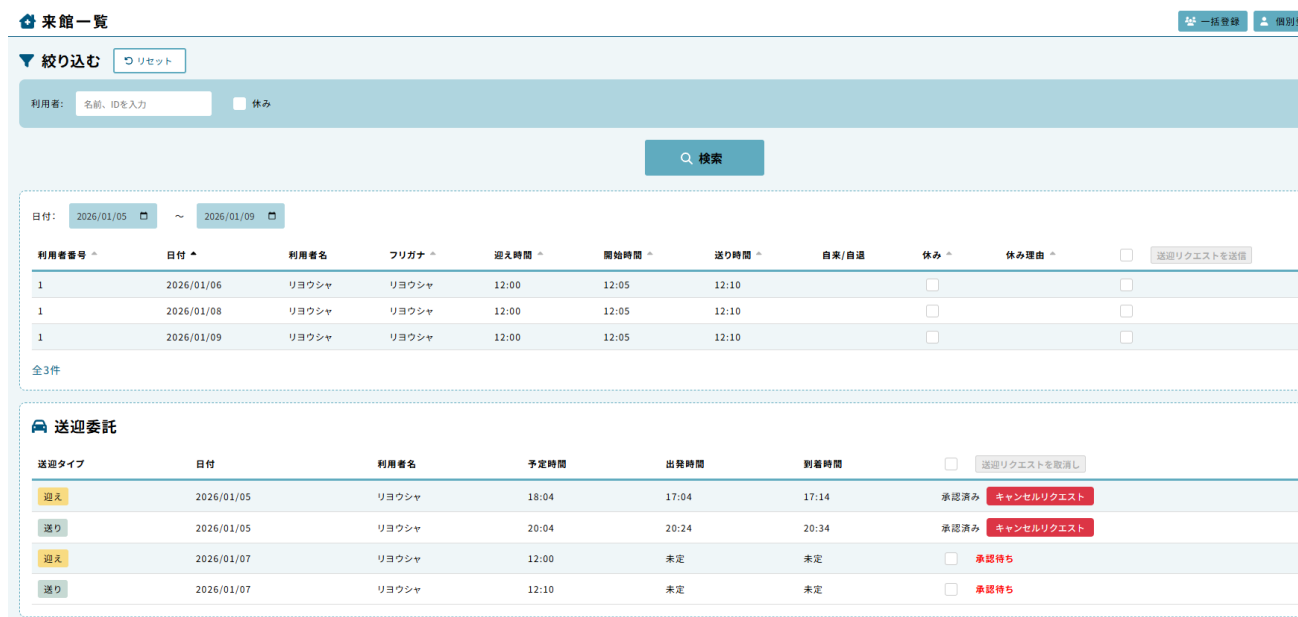 来館一覧 一括登録 個別
絞り込む リセット
利用者: 名前、IDを入力 休み
検索
日付: 2026/01/05 ～ 2026/01/09
利用者番号 日付 利用者名 フリガナ 迎え時間 開始時間 送り時間 自来/自退 休み 休み理由 送迎リクエストを送信
1 2026/01/06 リヨウシャ リヨウシャ 12:00 12:05 12:10
1 2026/01/08 リヨウシャ リヨウシャ 12:00 12:05 12:10
1 2026/01/09 リヨウシャ リヨウシャ 12:00 12:05 12:10
全3件
送迎委託
送迎タイプ 日付 利用者名 予定時間 出発時間 到着時間 送迎リクエストを取消し
迎え 2026/01/05 リヨウシャ 18:04 17:04 17:14 承認済み キャンセルリクエスト
送り 2026/01/05 リヨウシャ 20:04 20:24 20:34 承認済み キャンセルリクエスト
迎え 2026/01/07 リヨウシャ 12:00 未定 未定 承認待ち
送り 2026/01/07 リヨウシャ 12:10 未定 未定 承認待ち